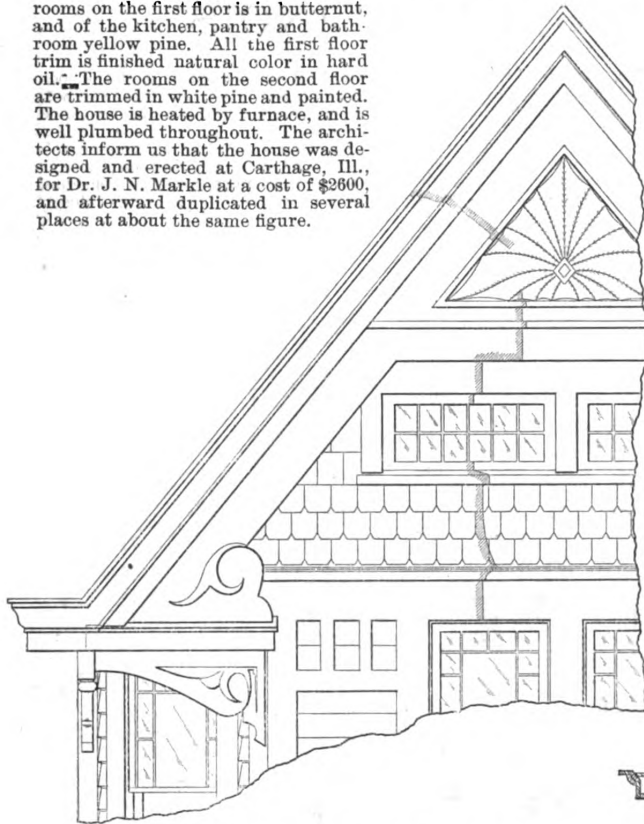 rooms on the first floor is in butternut,
and of the kitchen, pantry and bath-
room yellow pine. All the first floor
trim is finished natural color in hard
oil. The rooms on the second floor
are trimmed in white pine and painted.
The house is heated by furnace, and is
well plumbed throughout. The archi-
tects inform us that the house was de-
signed and erected at Carthage, Ill.,
for Dr. J. N. Markle at a cost of $2600,
and afterward duplicated in several
places at about the same figure.